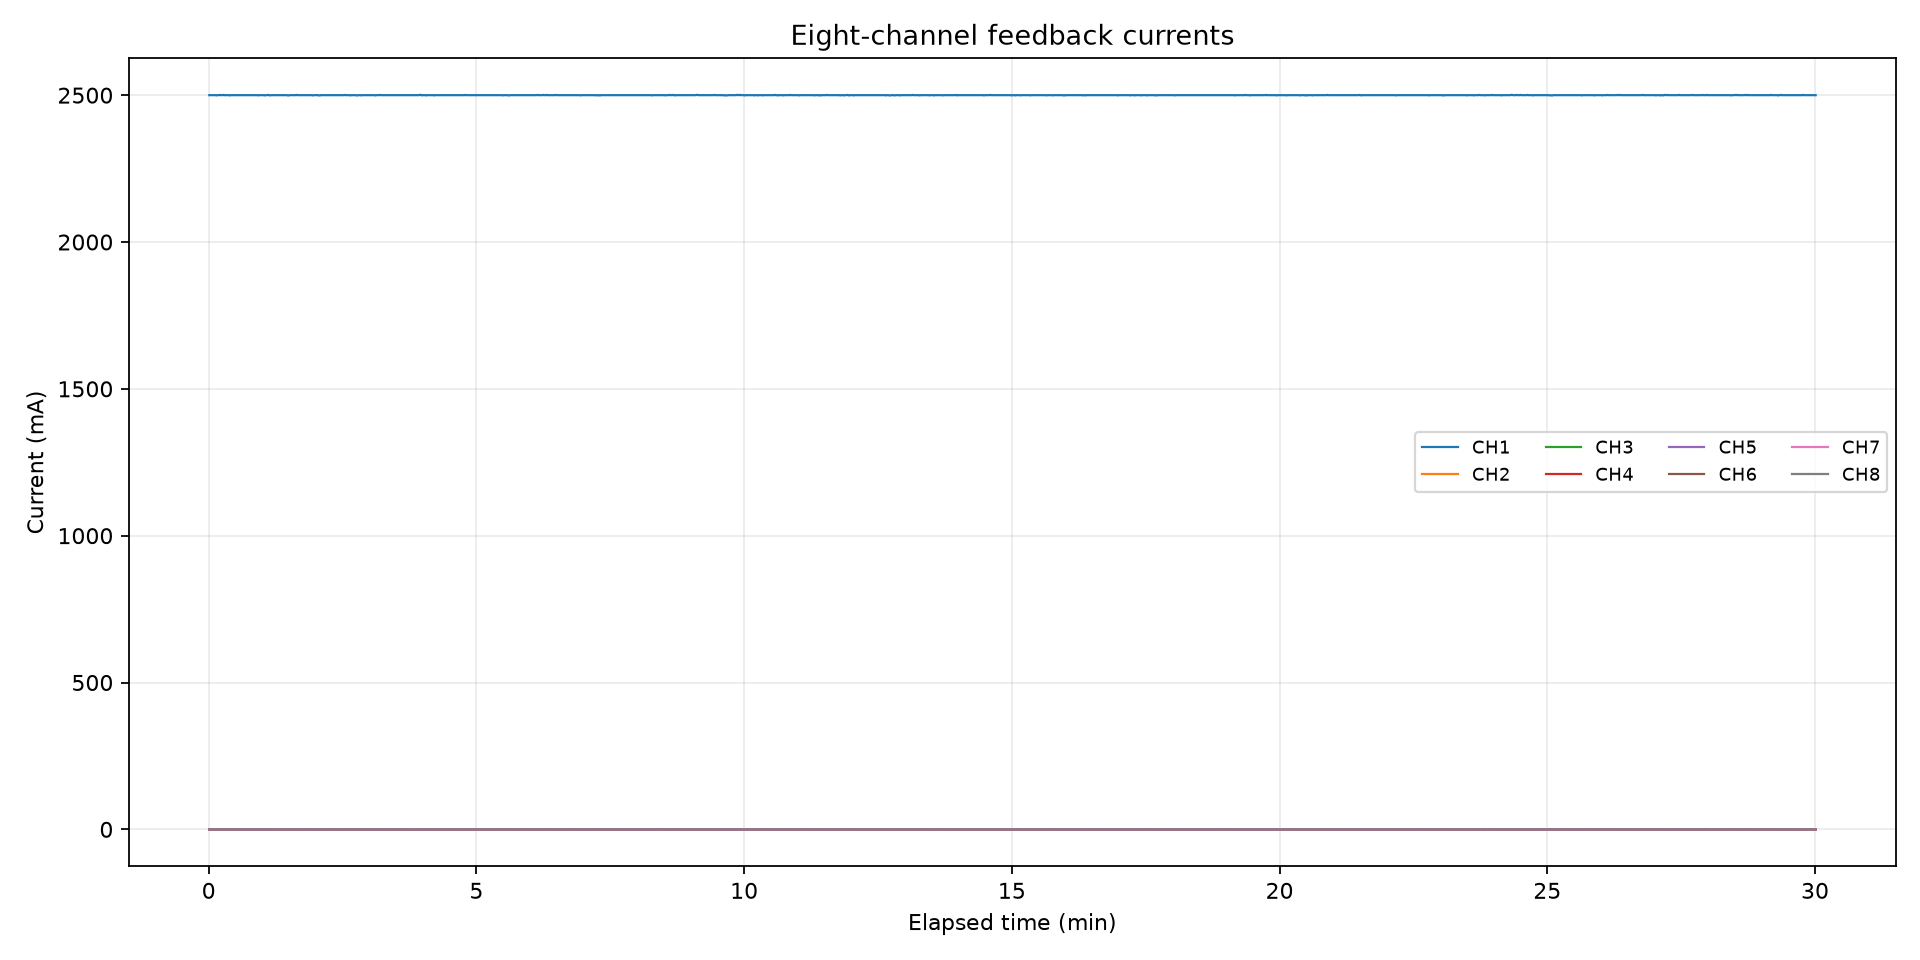 Eight-channel feedback currents
2500
2000
1500
1000
500
0
Current (mA)
CH1 CH3 CH5 CH7
CH2 CH4 CH6 CH8
0 5 10 15 20 25 30
Elapsed time (min)